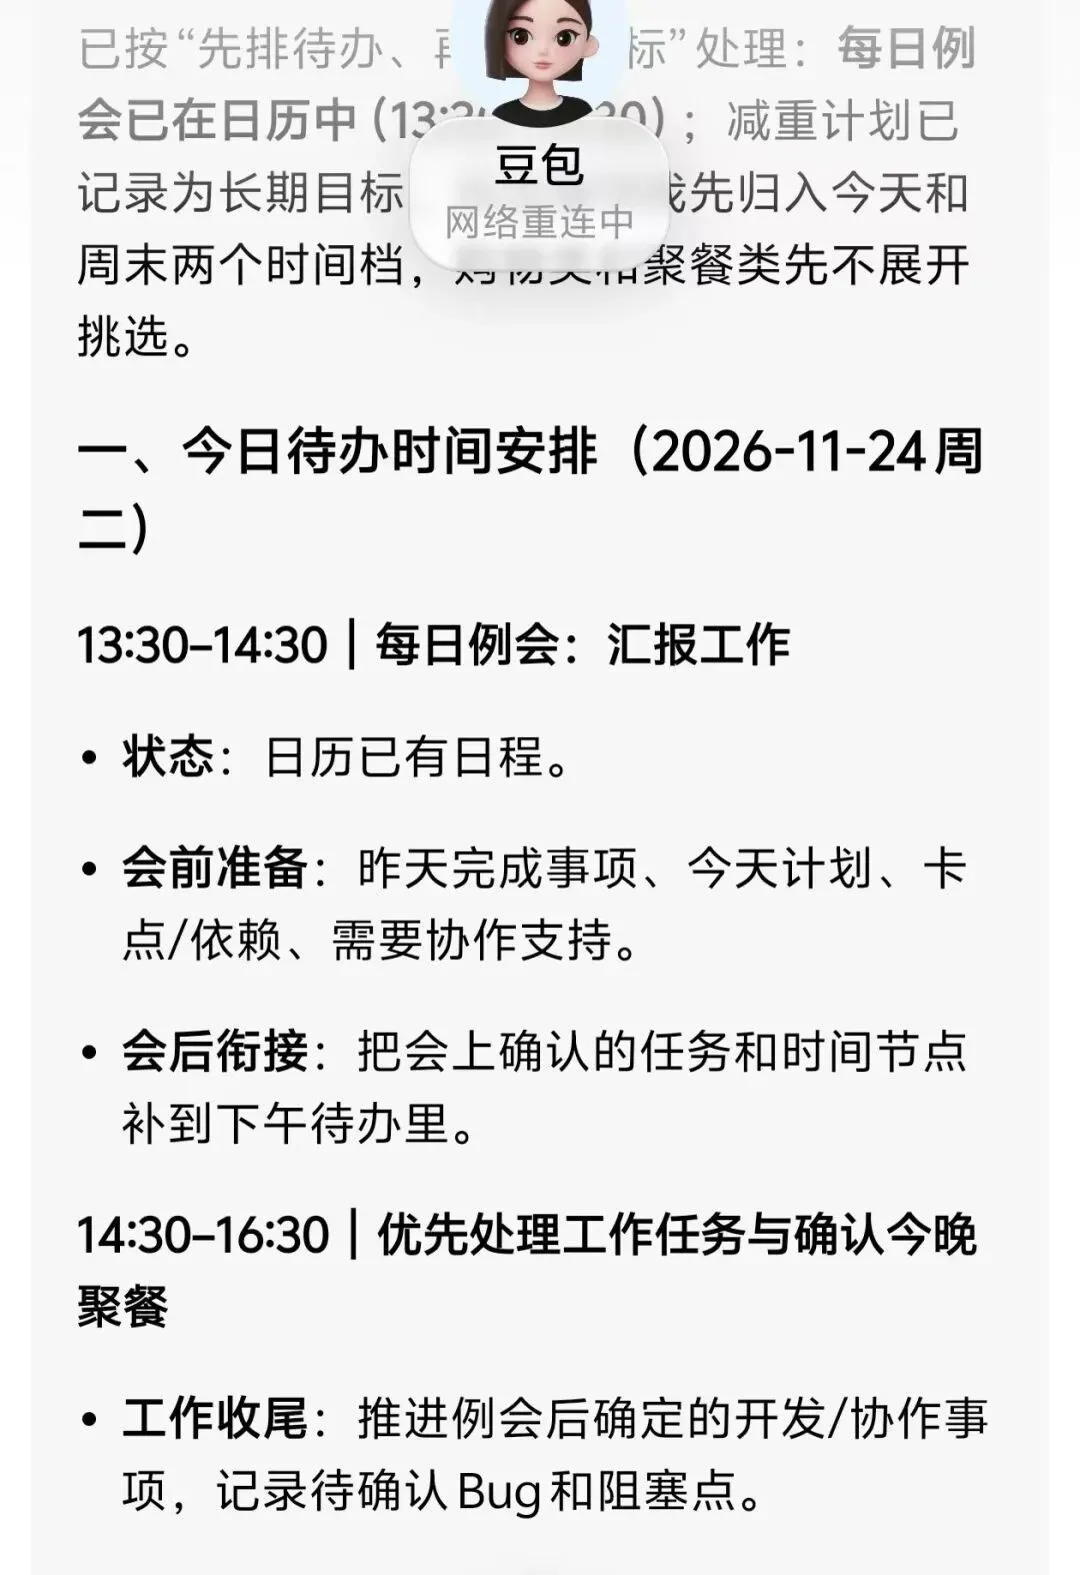 已按“先排待办、再 标”处理：每日例
会已在日历中（13:30 30）；减重计划已
豆包
网络重连中
记录为长期目标 我先归入今天和
周末两个时间档，购物类和聚餐类先不展开
挑选。
一、今日待办时间安排（2026-11-24周
二）
13:30–14:30｜每日例会：汇报工作
• 状态：日历已有日程。
• 会前准备：昨天完成事项、今天计划、卡
点/依赖、需要协作支持。
• 会后衔接：把会上确认的任务和时间节点
补到下午待办里。
14:30–16:30｜优先处理工作任务与确认今晚
聚餐
• 工作收尾：推进例会后确定的开发/协作事
项，记录待确认Bug和阻塞点。